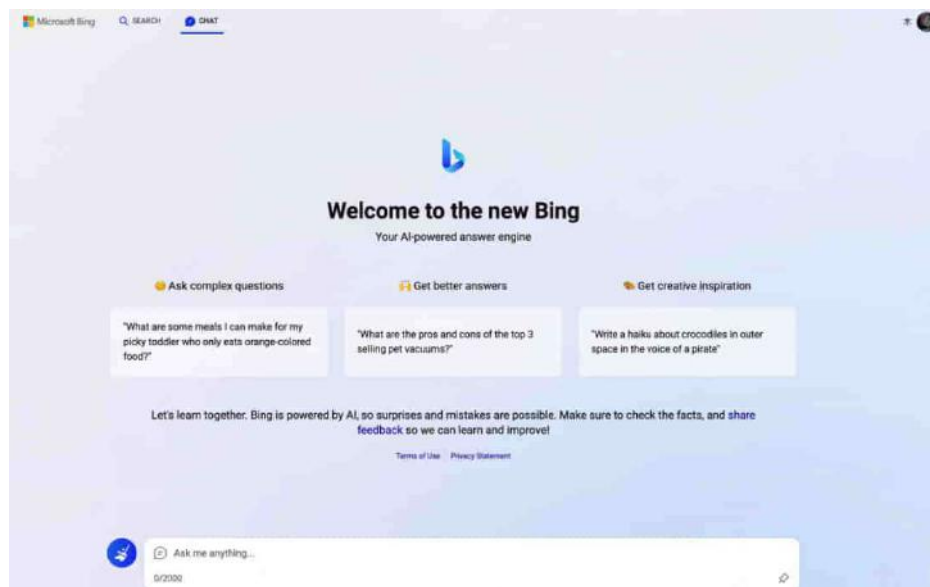 Microsoft Bing
SEARCH
CHAT
Welcome to the new Bing
Your AI-powered answer engine
Ask complex questions
Get better answers
Get creative inspiration
"What are some meals I can make for my
picky toddler who only eats orange-colored
food?"
"What are the pros and cons of the top 3
selling pet vacuums?"
"Write a haiku about crocodiles in outer
space in the voice of a pirate"
Let's learn together. Bing is powered by AI, so surprises and mistakes are possible. Make sure to check the facts, and share
feedback so we can learn and improve!
Terms of Use Privacy Statement
Ask me anything...
0/2000